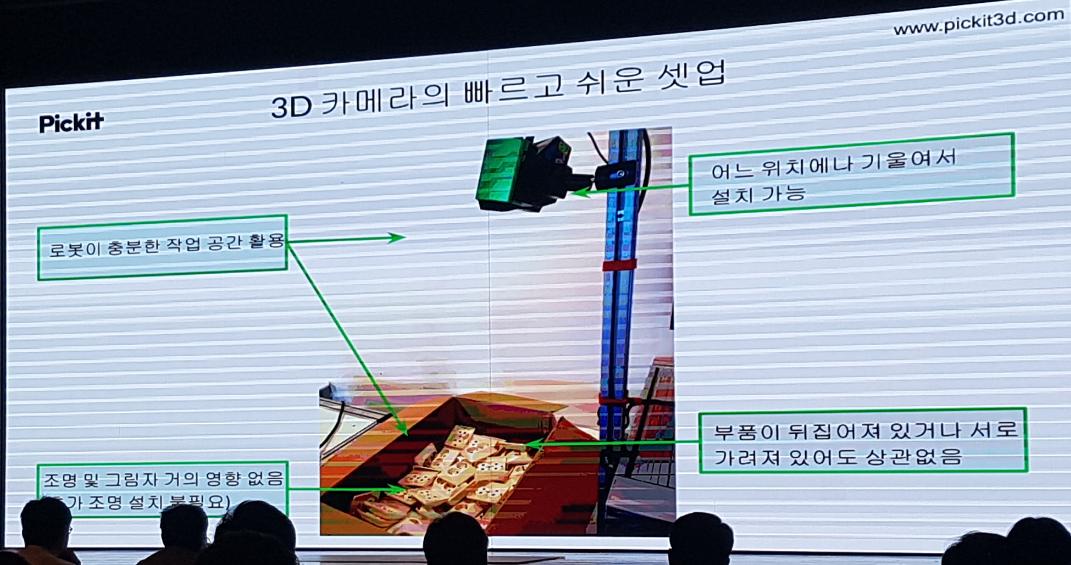 www.pickit3d.com
Pickit
3D 카메라의 빠르고 쉬운 셋업
어느 위치에나 기울여서
설치 가능
로봇이 충분한 작업 공간 활용
부품이 뒤집어져 있거나 서로
가려져 있어도 상관없음
조명 및 그림자 거의 영향 없음
조명 설치 불필요)